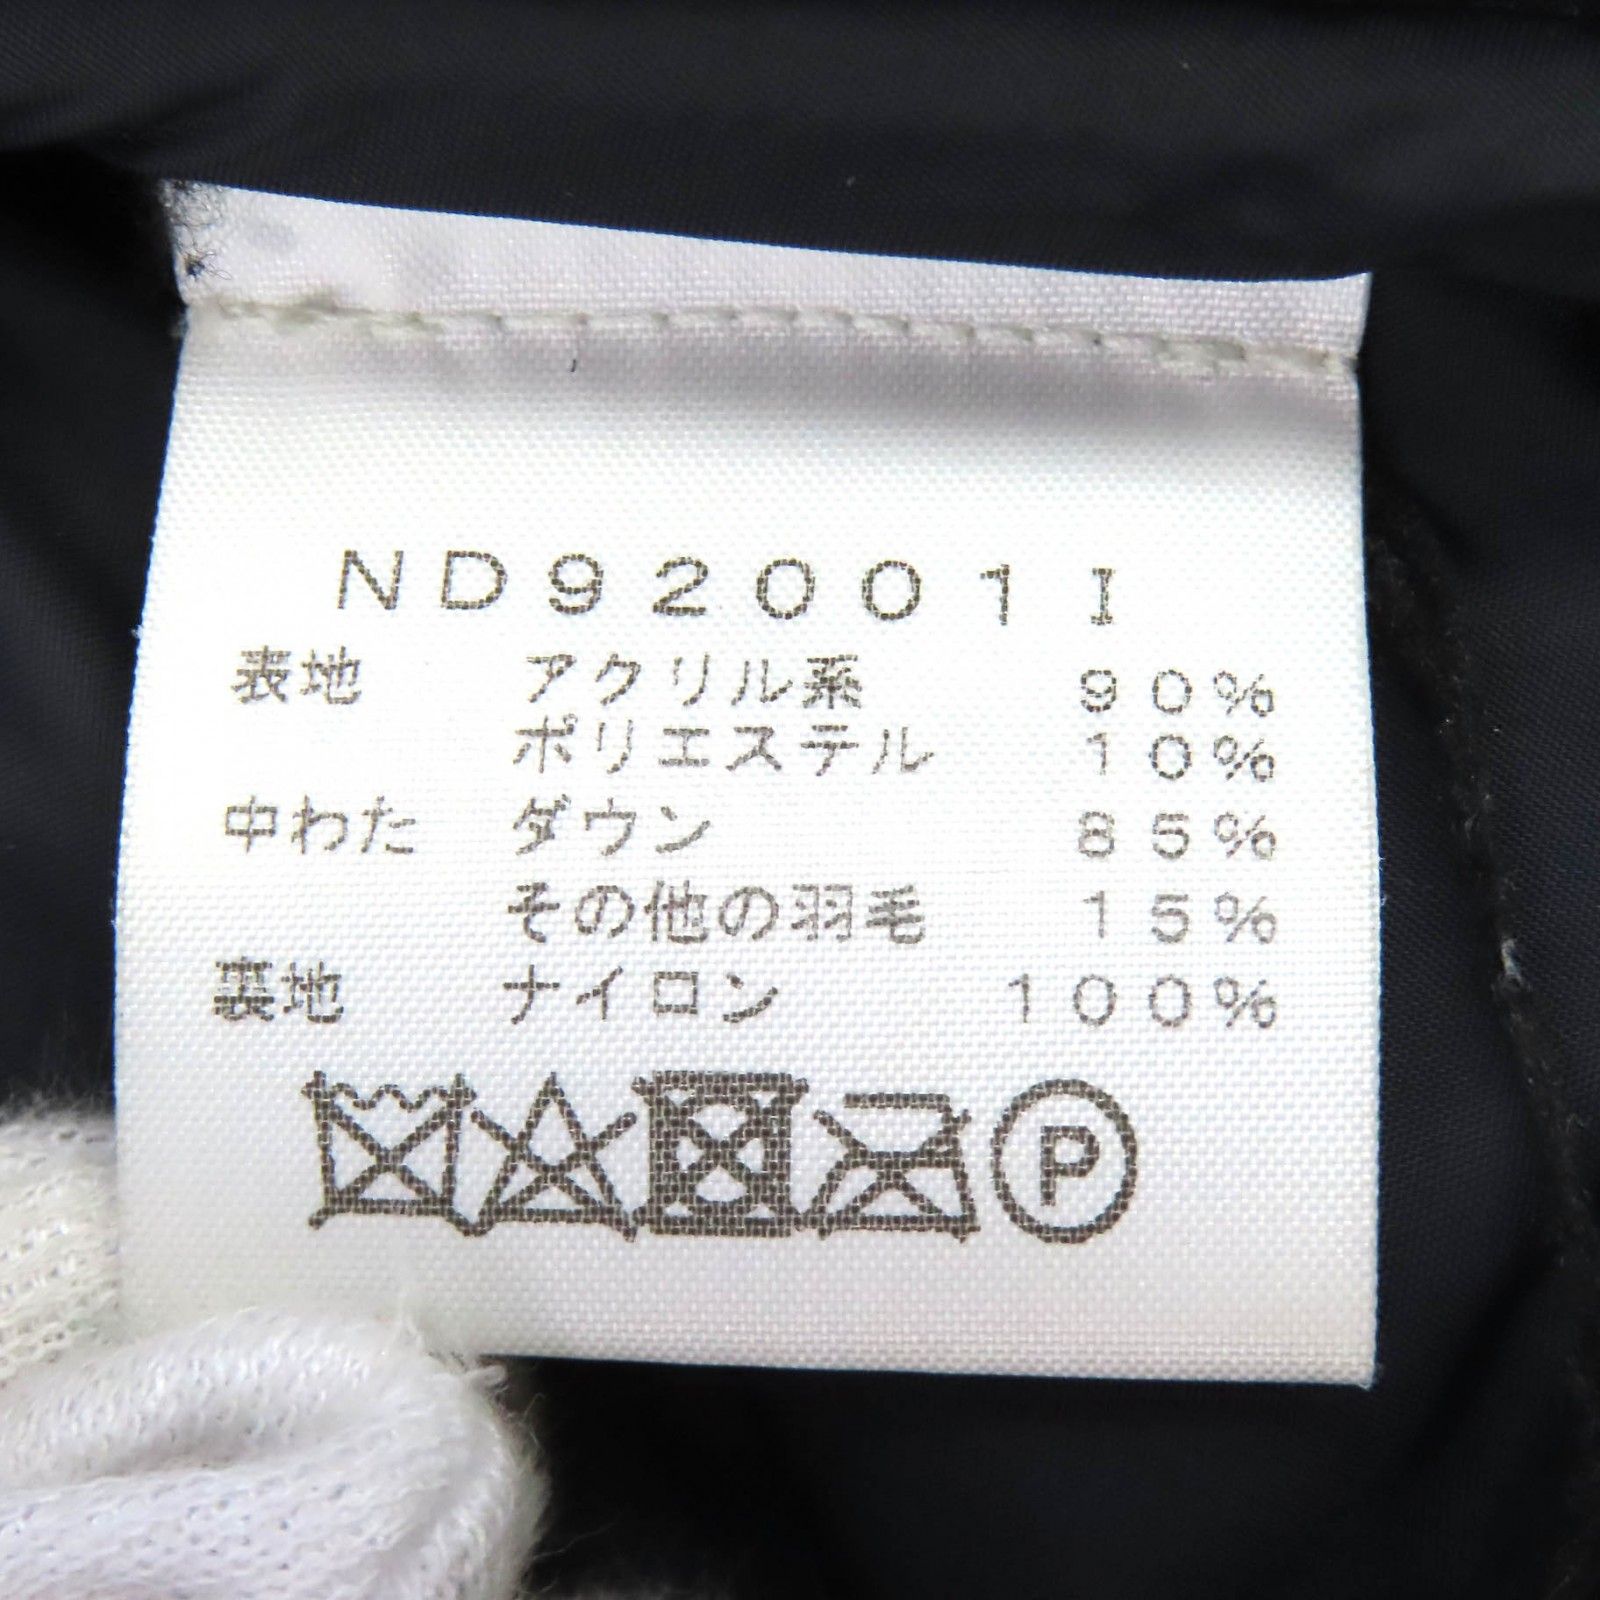 ND92001I
表地 アクリル系 90%
ポリエステル 10%
中わた ダウン 85%
その他の羽毛 15%
裏地 ナイロン 100%
P